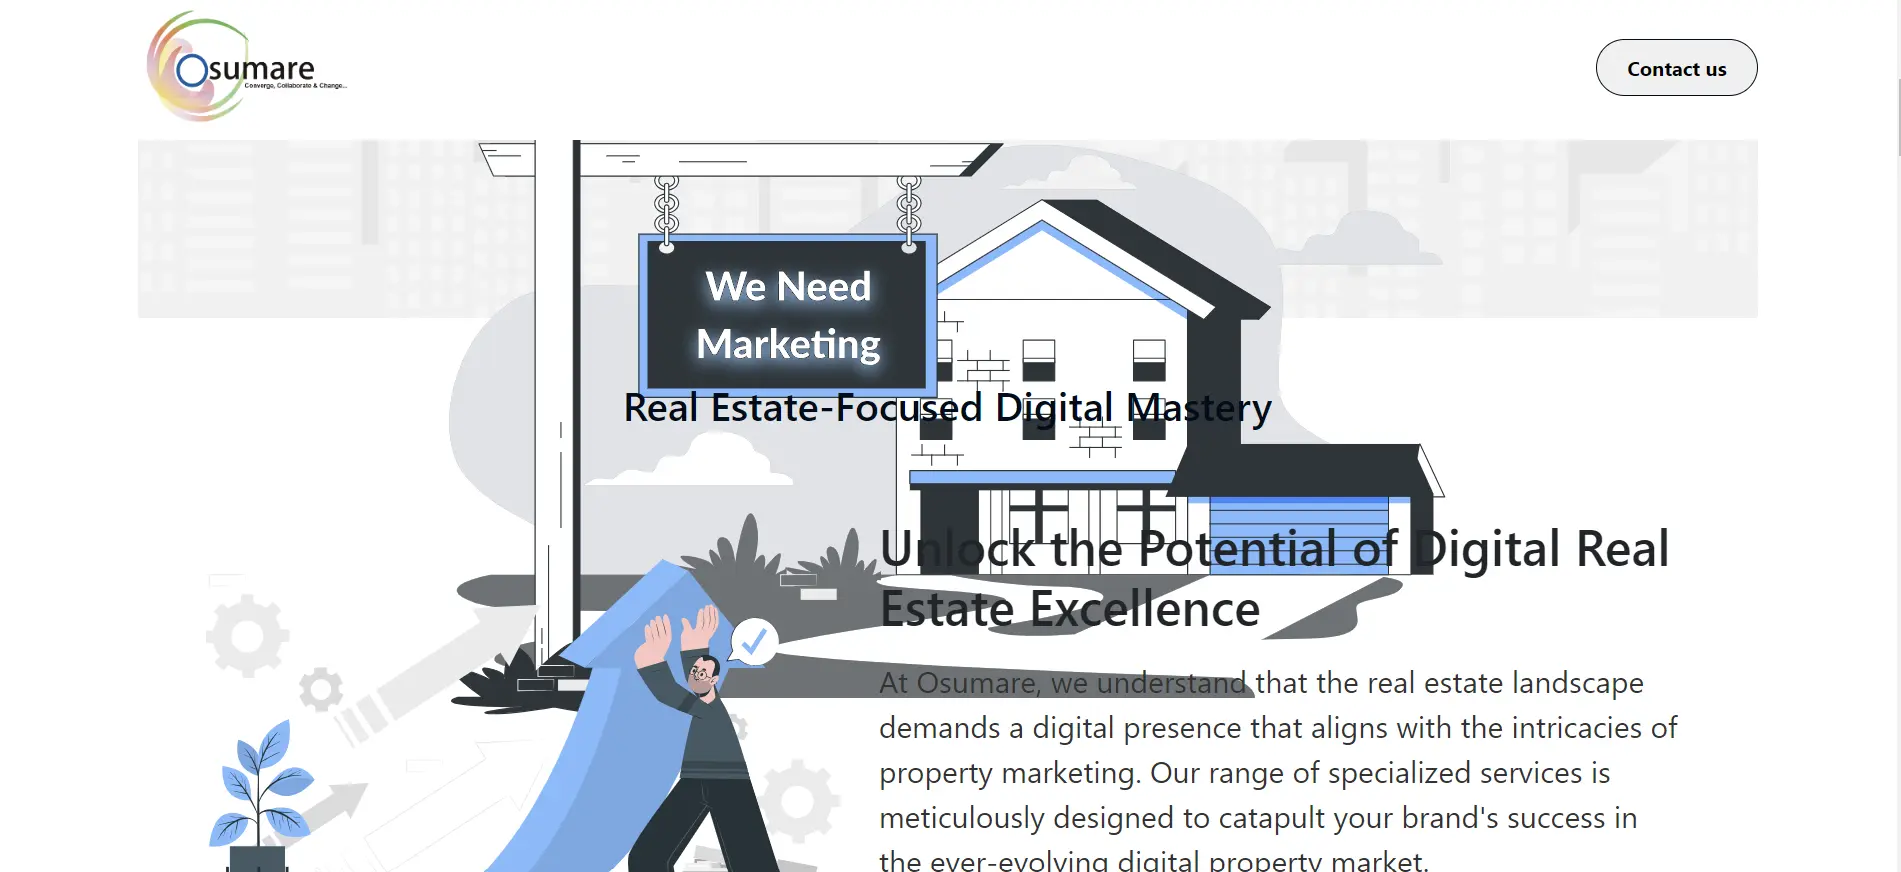 Osumare
Converge, Collaborate & Change...
Contact us
We Need
Marketing
Real Estate-Focused Digital Mastery
Unlock the Potential of Digital Real
Estate Excellence
At Osumare, we understand that the real estate landscape
demands a digital presence that aligns with the intricacies of
property marketing. Our range of specialized services is
meticulously designed to catapult your brand's success in
the ever-evolving digital property market.